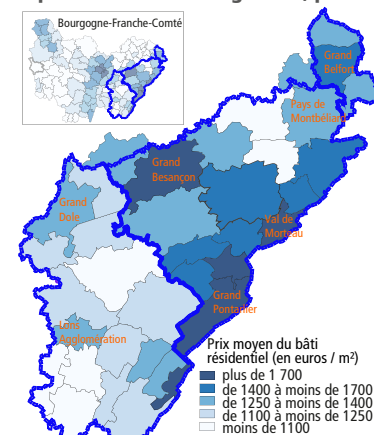 Bourgogne-Franche-Comté
Grand
Belfort
Pays de
Montbéliard
Grand
Besançon
Grand
Dole
Val de
Morteau
Grand
Pontarlier
Lons
Agglomération
Prix moyen du bâti
résidentiel (en euros / m²)
plus de 1 700
de 1400 à moins de 1700
de 1250 à moins de 1400
de 1100 à moins de 1250
moins de 1100